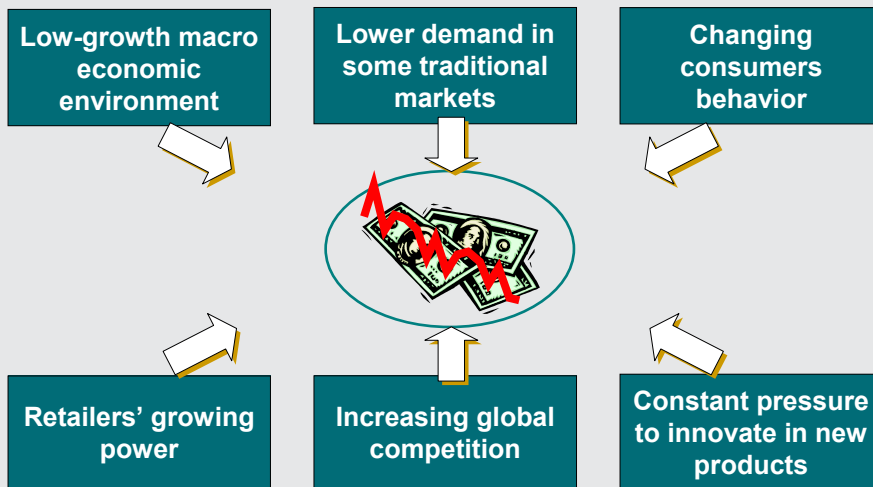 Low-growth macro
economic
environment
Lower demand in
some traditional
markets
Changing
consumers
behavior
Retailers’ growing
power
Increasing global
competition
Constant pressure
to innovate in new
products